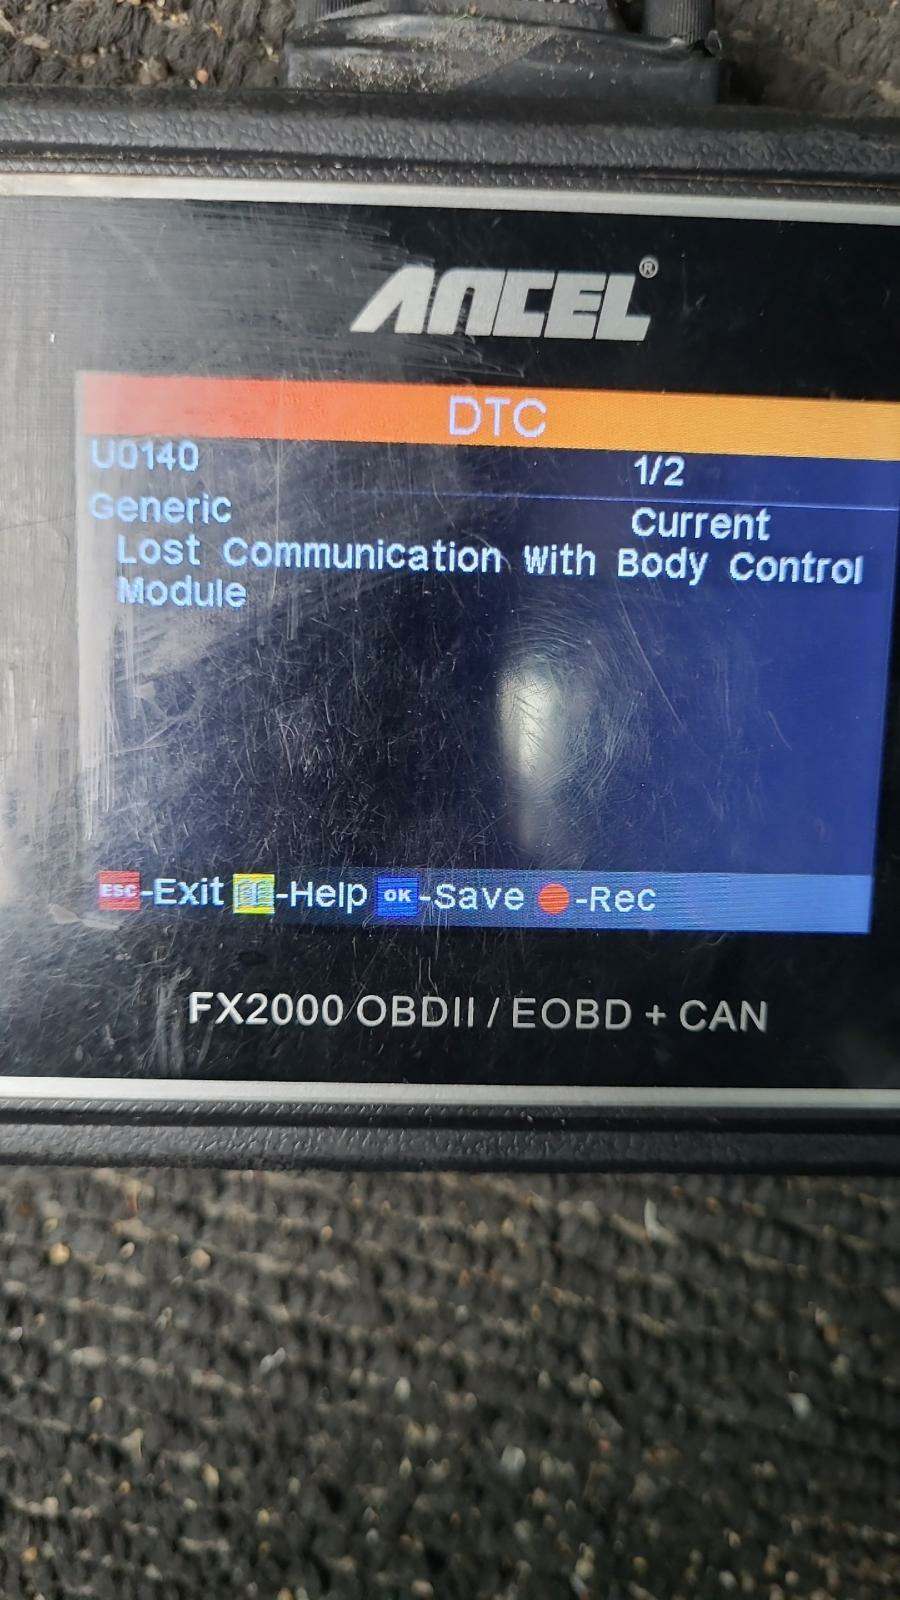 ANCEL®
DTC
U0140 1/2
Generic Current
Lost Communication With Body Control
Module
ESC-Exit -Help OK-Save -Rec
FX2000 OBDII / EOBD + CAN